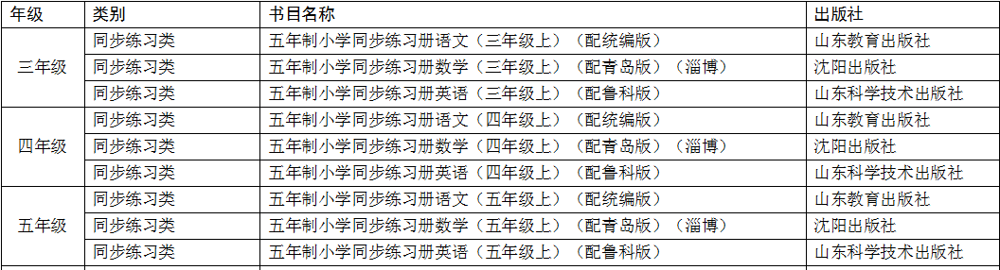 年级 类别 书目名称 出版社
同步练习类 五年制小学同步练习册语文（三年级上）（配统编版） 山东教育出版社
三年级 同步练习类 五年制小学同步练习册数学（三年级上）（配青岛版）（淄博） 沈阳出版社
同步练习类 五年制小学同步练习册英语（三年级上）（配鲁科版） 山东科学技术出版社
同步练习类 五年制小学同步练习册语文（四年级上）（配统编版） 山东教育出版社
四年级 同步练习类 五年制小学同步练习册数学（四年级上）（配青岛版）（淄博） 沈阳出版社
同步练习类 五年制小学同步练习册英语（四年级上）（配鲁科版） 山东科学技术出版社
同步练习类 五年制小学同步练习册语文（五年级上）（配统编版） 山东教育出版社
五年级 同步练习类 五年制小学同步练习册数学（五年级上）（配青岛版）（淄博） 沈阳出版社
同步练习类 五年制小学同步练习册英语（五年级上）（配鲁科版） 山东科学技术出版社